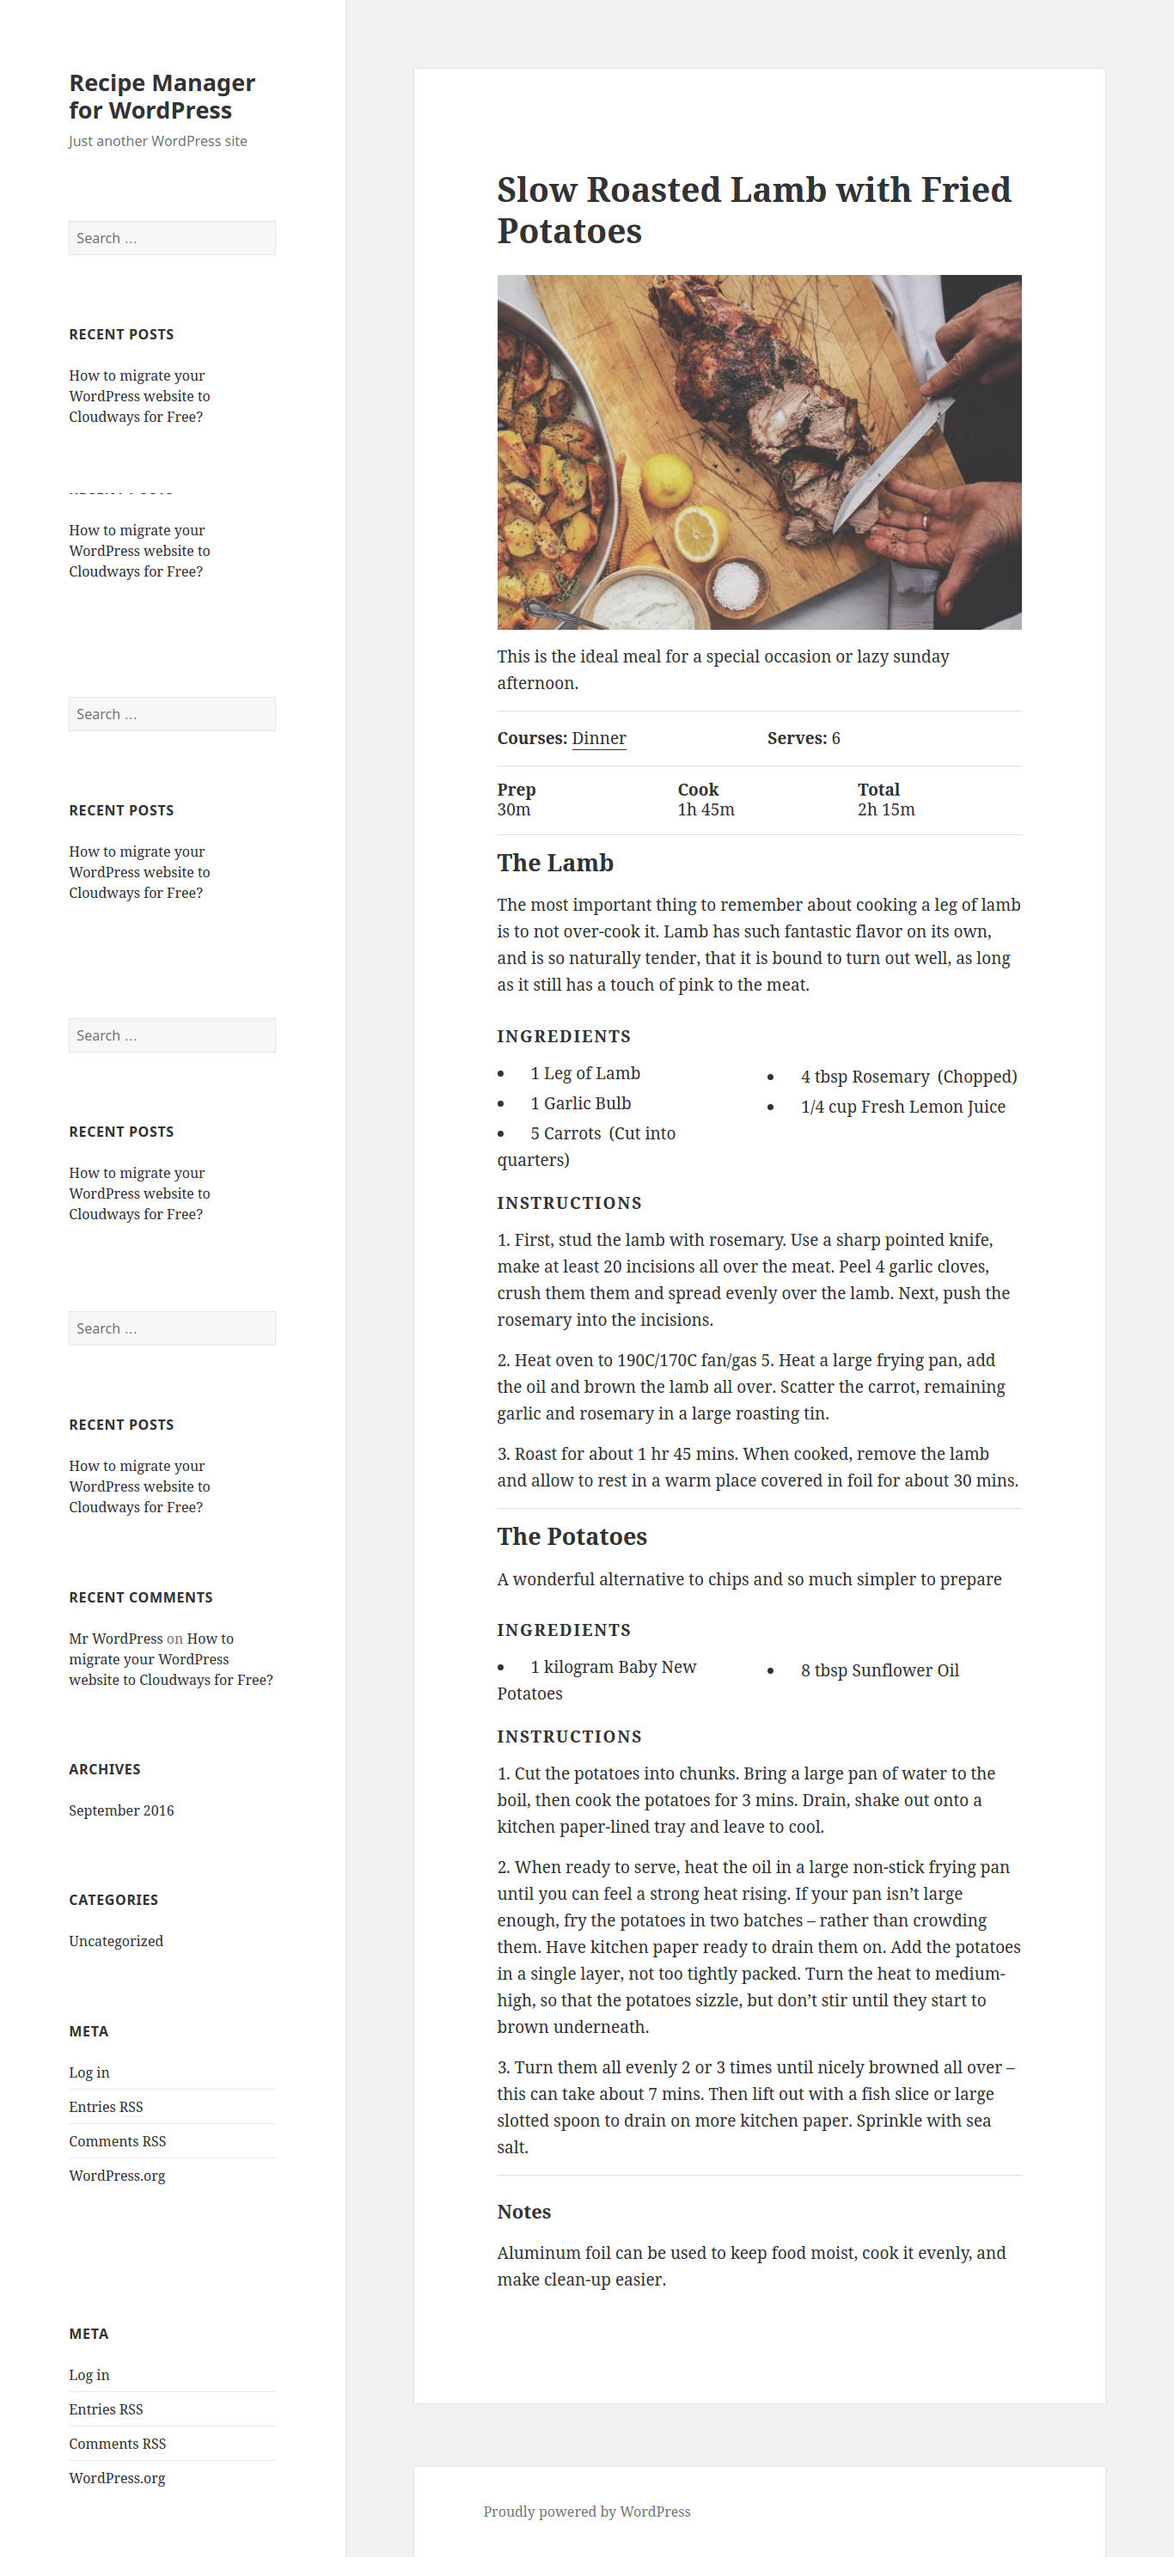 Recipe Manager
for WordPress
Just another WordPress site
Search …
RECENT POSTS
How to migrate your
WordPress website to
Cloudways for Free?
How to migrate your
WordPress website to
Cloudways for Free?
Search …
RECENT POSTS
How to migrate your
WordPress website to
Cloudways for Free?
Search …
RECENT POSTS
How to migrate your
WordPress website to
Cloudways for Free?
Search …
RECENT POSTS
How to migrate your
WordPress website to
Cloudways for Free?
RECENT COMMENTS
Mr WordPress on How to
migrate your WordPress
website to Cloudways for Free?
ARCHIVES
September 2016
CATEGORIES
Uncategorized
META
Log in
Entries RSS
Comments RSS
WordPress.org
META
Log in
Entries RSS
Comments RSS
WordPress.org
Slow Roasted Lamb with Fried
Potatoes
This is the ideal meal for a special occasion or lazy sunday
afternoon.
Courses: Dinner Serves: 6
Prep Cook Total
30m 1h 45m 2h 15m
The Lamb
The most important thing to remember about cooking a leg of lamb
is to not over-cook it. Lamb has such fantastic flavor on its own,
and is so naturally tender, that it is bound to turn out well, as long
as it still has a touch of pink to the meat.
INGREDIENTS
• 1 Leg of Lamb
• 1 Garlic Bulb
• 5 Carrots (Cut into
quarters)
• 4 tbsp Rosemary (Chopped)
• 1/4 cup Fresh Lemon Juice
INSTRUCTIONS
1. First, stud the lamb with rosemary. Use a sharp pointed knife,
make at least 20 incisions all over the meat. Peel 4 garlic cloves,
crush them them and spread evenly over the lamb. Next, push the
rosemary into the incisions.
2. Heat oven to 190C/170C fan/gas 5. Heat a large frying pan, add
the oil and brown the lamb all over. Scatter the carrot, remaining
garlic and rosemary in a large roasting tin.
3. Roast for about 1 hr 45 mins. When cooked, remove the lamb
and allow to rest in a warm place covered in foil for about 30 mins.
The Potatoes
A wonderful alternative to chips and so much simpler to prepare
INGREDIENTS
• 1 kilogram Baby New
Potatoes
• 8 tbsp Sunflower Oil
INSTRUCTIONS
1. Cut the potatoes into chunks. Bring a large pan of water to the
boil, then cook the potatoes for 3 mins. Drain, shake out onto a
kitchen paper-lined tray and leave to cool.
2. When ready to serve, heat the oil in a large non-stick frying pan
until you can feel a strong heat rising. If your pan isn’t large
enough, fry the potatoes in two batches – rather than crowding
them. Have kitchen paper ready to drain them on. Add the potatoes
in a single layer, not too tightly packed. Turn the heat to medium-
high, so that the potatoes sizzle, but don’t stir until they start to
brown underneath.
3. Turn them all evenly 2 or 3 times until nicely browned all over –
this can take about 7 mins. Then lift out with a fish slice or large
slotted spoon to drain on more kitchen paper. Sprinkle with sea
salt.
Notes
Aluminum foil can be used to keep food moist, cook it evenly, and
make clean-up easier.
Proudly powered by WordPress